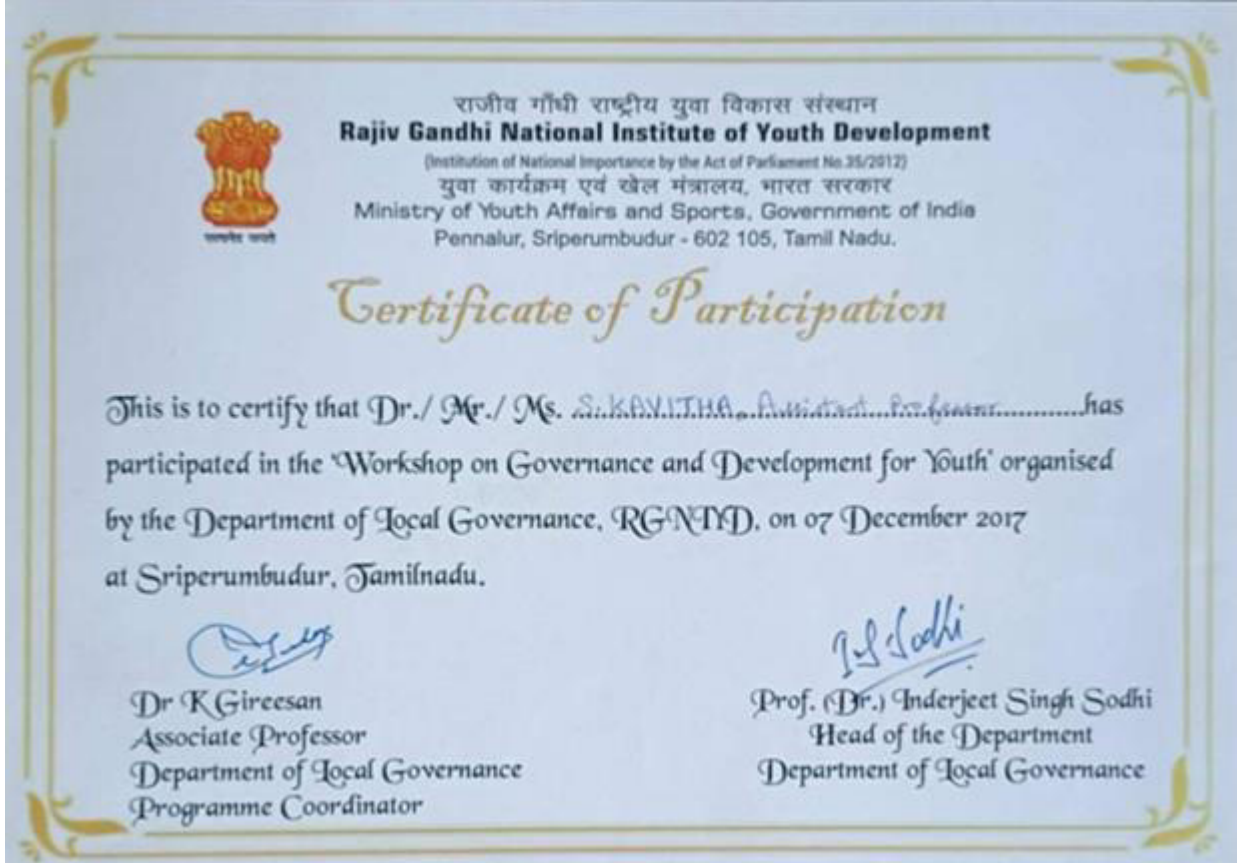 राजीव गाँधी राष्ट्रीय युवा विकास संस्थान
Rajiv Gandhi National Institute of Youth Development
(Institution of National Importance by the Act of Parliament No.35/2012)
युवा कार्यक्रम एवं खेल मंत्रालय, भारत सरकार
Ministry of Youth Affairs and Sports, Government of India
Pennalur, Sriperumbudur - 602 105, Tamil Nadu.
सत्यमेव जयते
Certificate of Participation
This is to certify that Dr./ Mr./ Ms. S. KAVITHA, Assistant Professor has
participated in the 'Workshop on Governance and Development for Youth' organised
by the Department of Local Governance, RGNIYD, on 07 December 2017
at Sriperumbudur, Tamilnadu.
I S Sodhi
Dr K Gireesan
Associate Professor
Department of Local Governance
Programme Coordinator
Prof. (Dr.) Inderjeet Singh Sodhi
Head of the Department
Department of Local Governance